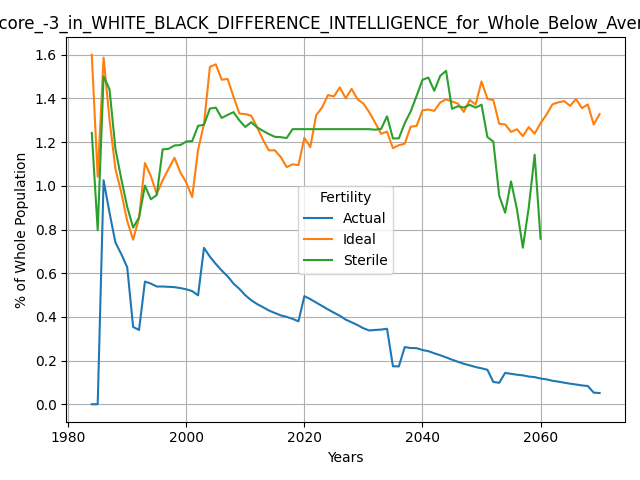 core_-3_in_WHITE_BLACK_DIFFERENCE_INTELLIGENCE_for_Whole_Below_Aver
% of Whole Population
1.6
1.4
1.2
1.0
0.8
0.6
0.4
0.2
0.0
Fertility
Actual
Ideal
Sterile
1980
2000
2020
2040
2060
Years